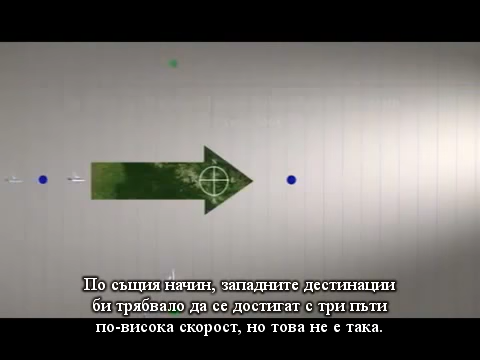 По същия начин, западните дестинации
би трябвало да се достигат с три пъти
по-висока скорост, но това не е така.